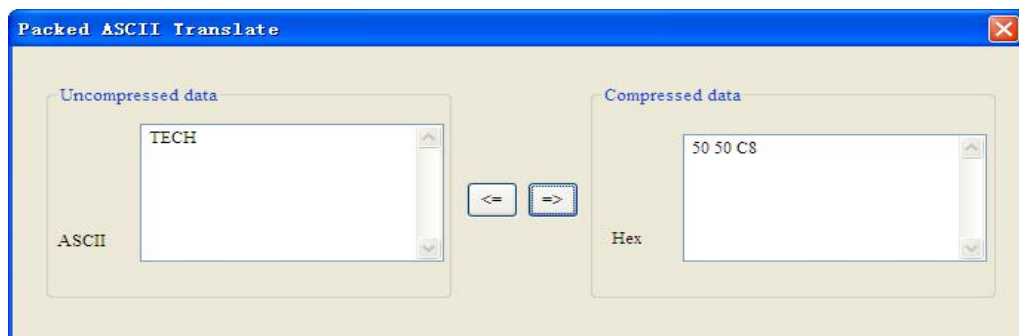 Packed ASCII Translate
Uncompressed data
TECH
ASCII
<=
=>
Compressed data
50 50 C8
Hex